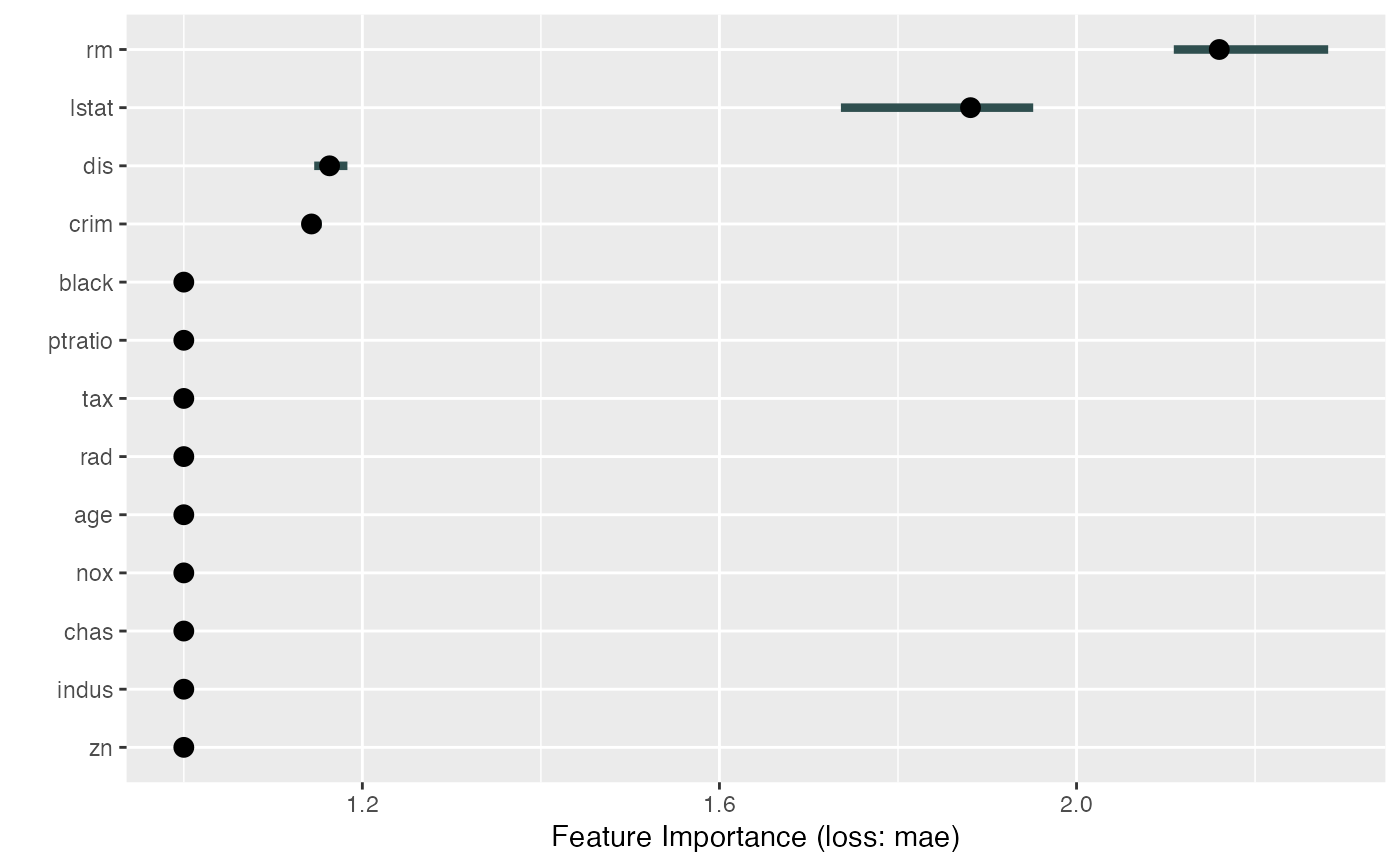 rm
lstat
dis
crim
black
ptratio
tax
rad
age
nox
chas
indus
zn
1.2 1.6 2.0
Feature Importance (loss: mae)